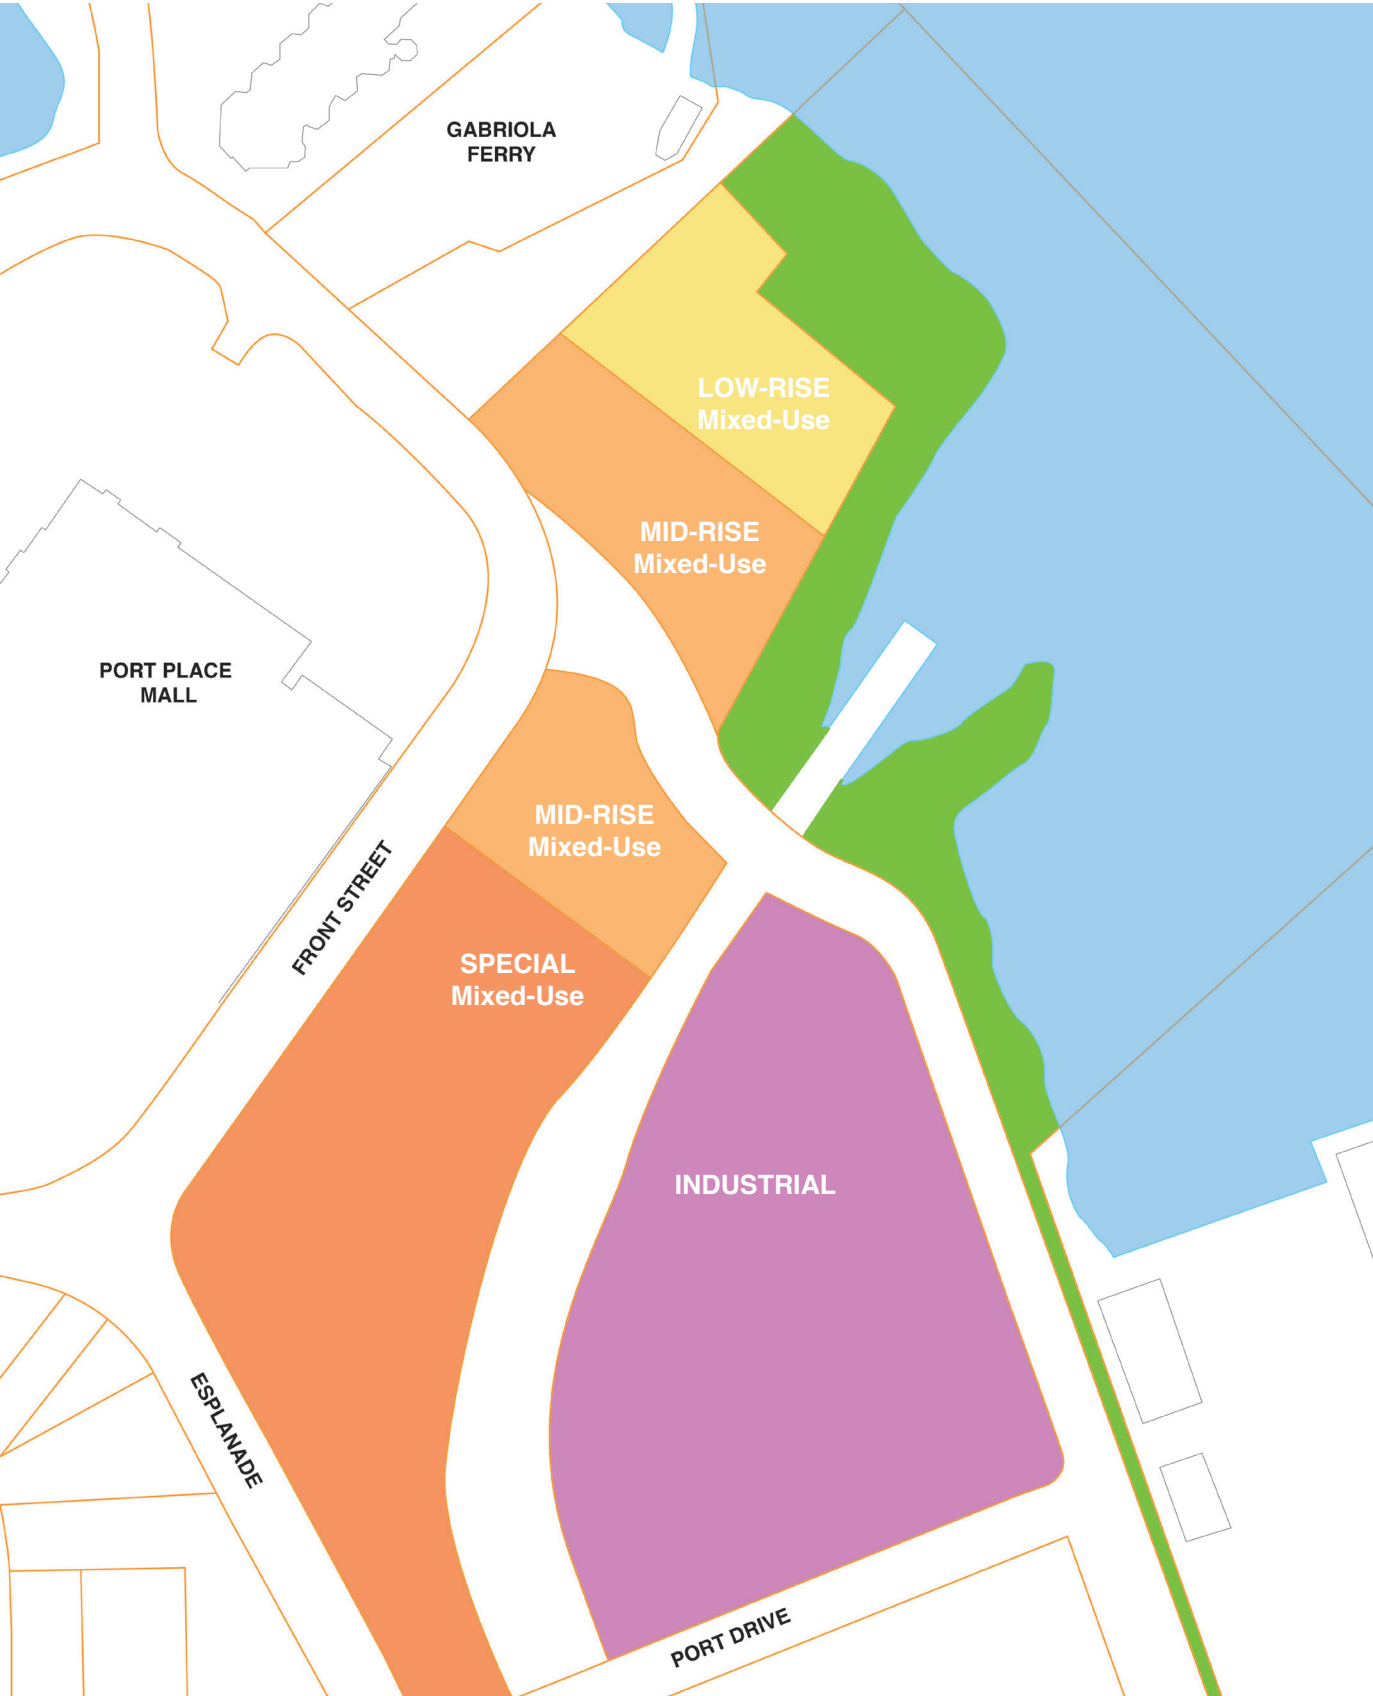 GABRIOLA
FERRY
LOW-RISE
Mixed-Use
MID-RISE
Mixed-Use
PORT PLACE
MALL
MID-RISE
Mixed-Use
FRONT STREET
SPECIAL
Mixed-Use
INDUSTRIAL
ESPLANADE
PORT DRIVE